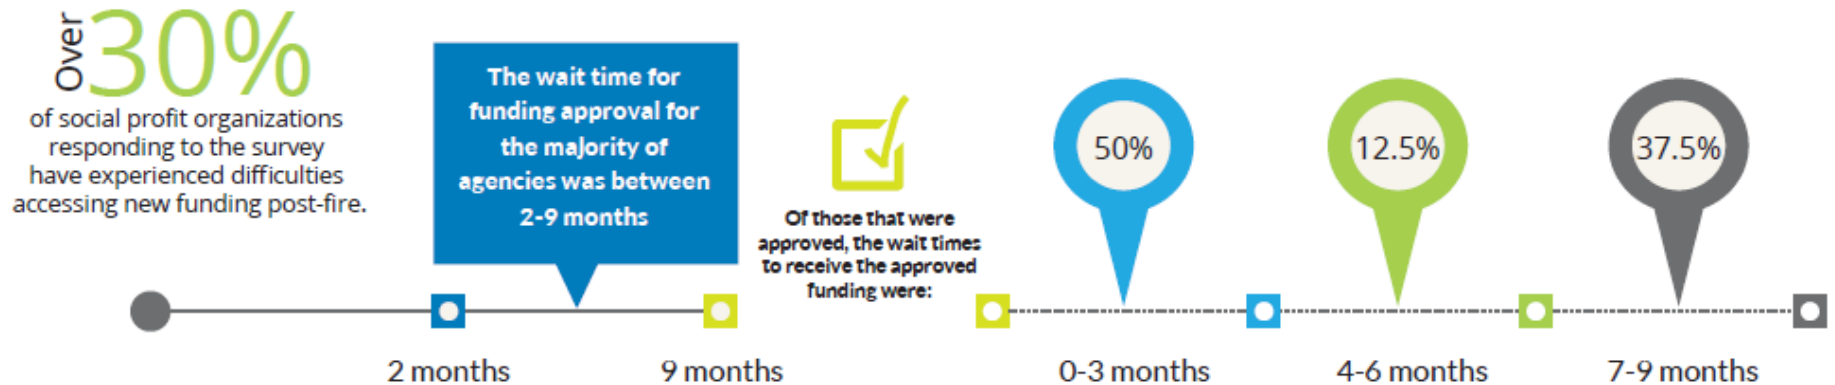 Over
30%
of social profit organizations
responding to the survey
have experienced difficulties
accessing new funding post-fire.
The wait time for
funding approval for
the majority of
agencies was between
2-9 months
2 months
9 months
Of those that were
approved, the wait times
to receive the approved
funding were:
50%
12.5%
37.5%
0-3 months
4-6 months
7-9 months